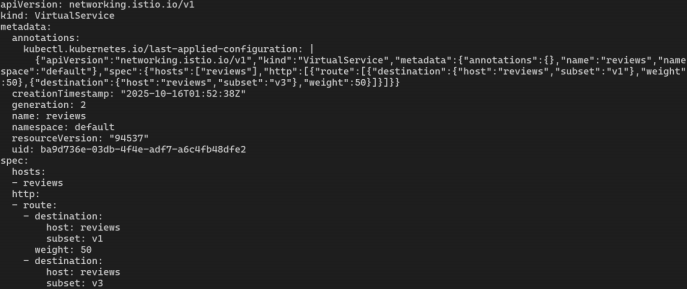 apiVersion: networking.istio.io/v1
kind: VirtualService
metadata:
  annotations:
    kubectl.kubernetes.io/last-applied-configuration: |
      {"apiVersion":"networking.istio.io/v1","kind":"VirtualService","metadata":{"annotations":{},"name":"reviews","name
space":"default"},"spec":{"hosts":["reviews"],"http":[{"route":[{"destination":{"host":"reviews","subset":"v1"},"weight"
:50},{"destination":{"host":"reviews","subset":"v3"},"weight":50}]}]}}
  creationTimestamp: "2025-10-16T01:52:38Z"
  generation: 2
  name: reviews
  namespace: default
  resourceVersion: "94537"
  uid: ba9d736e-03db-4f4e-adf7-a6c4fb48dfe2
spec:
  hosts:
  - reviews
  http:
  - route:
    - destination:
        host: reviews
        subset: v1
      weight: 50
    - destination:
        host: reviews
        subset: v3